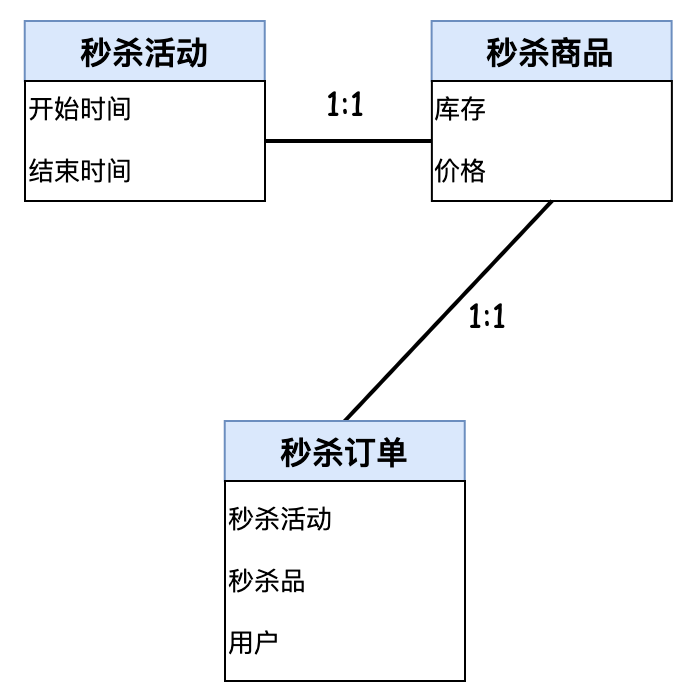 秒杀活动
开始时间
结束时间
1:1
秒杀商品
库存
价格
1:1
秒杀订单
秒杀活动
秒杀品
用户